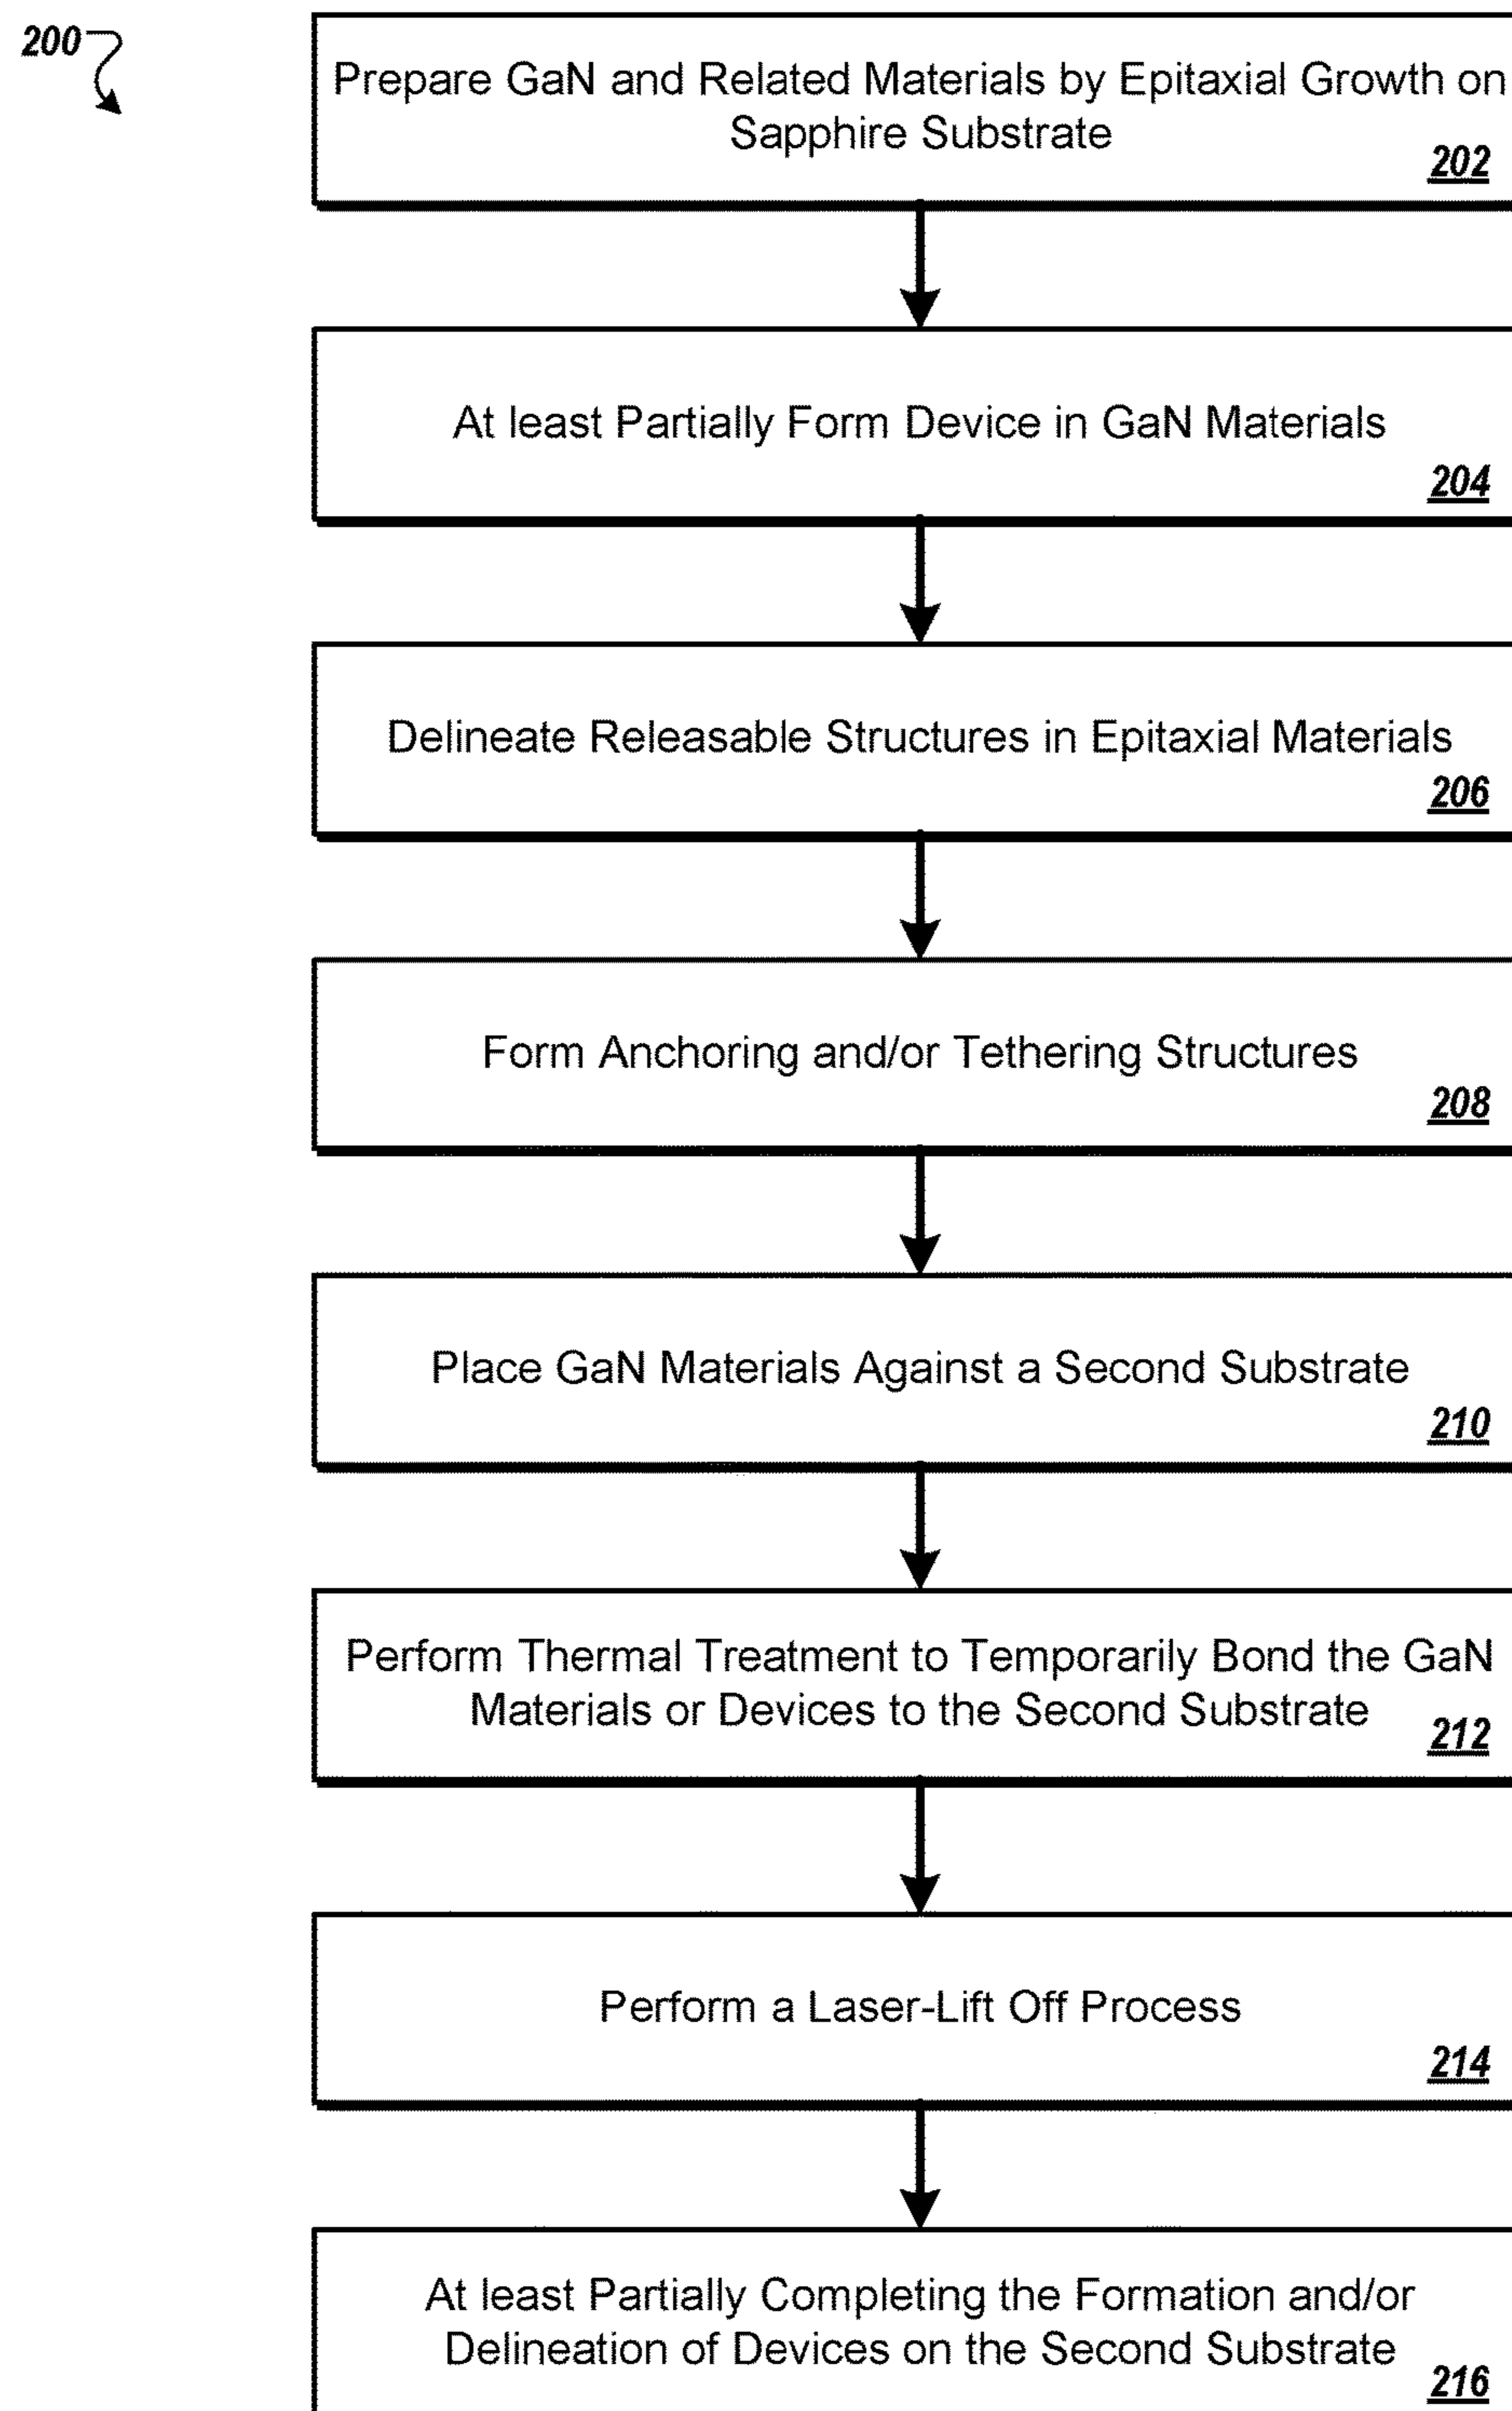 200
Prepare GaN and Related Materials by Epitaxial Growth on
Sapphire Substrate
202
At least Partially Form Device in GaN Materials
204
Delineate Releasable Structures in Epitaxial Materials
206
Form Anchoring and/or Tethering Structures
208
Place GaN Materials Against a Second Substrate
210
Perform Thermal Treatment to Temporarily Bond the GaN
Materials or Devices to the Second Substrate
212
Perform a Laser-Lift Off Process
214
At least Partially Completing the Formation and/or
Delineation of Devices on the Second Substrate
216